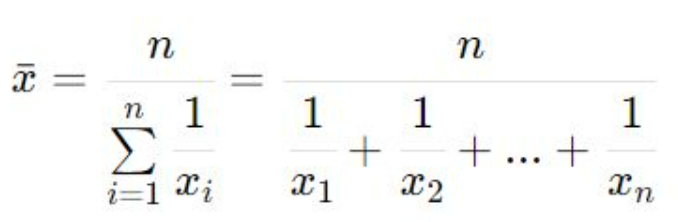 x̄ = n / (∑_{i=1}^{n} 1/x_i) = n / (1/x_1 + 1/x_2 + ... + 1/x_n)